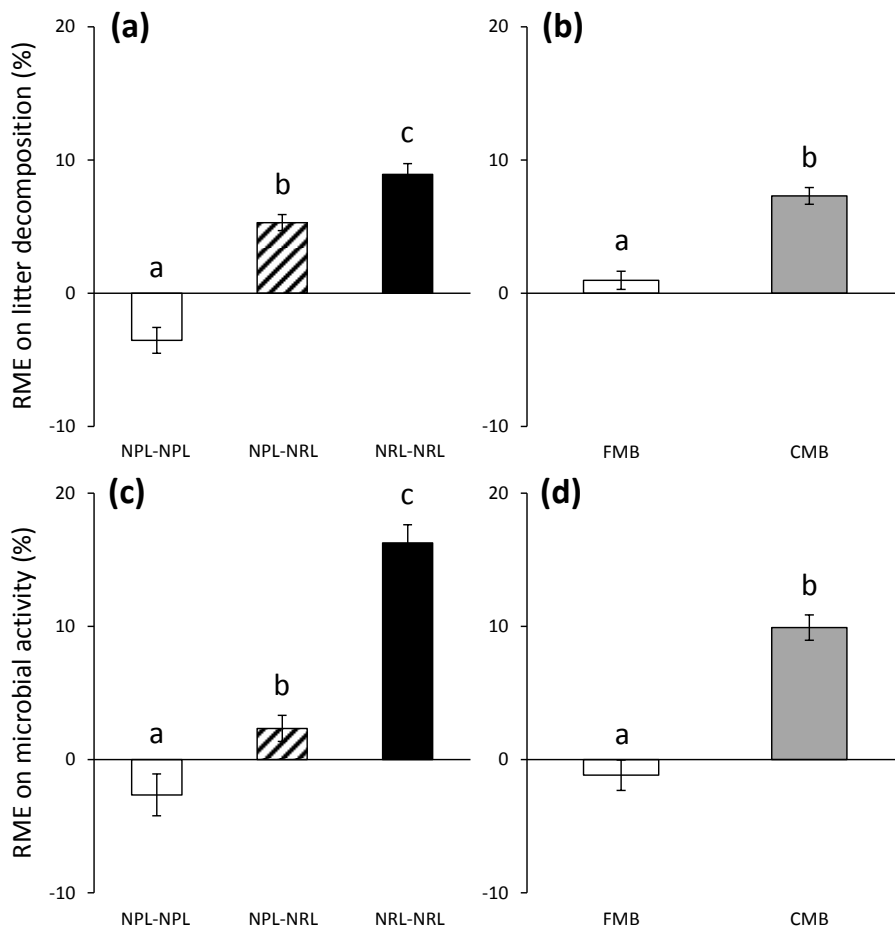 (a)
RME on litter decomposition (%)
20
10
0
-10
a
b
c
NPL-NPL
NPL-NRL
NRL-NRL
(b)
20
10
0
-10
a
b
FMB
CMB
(c)
RME on microbial activity (%)
20
10
0
-10
a
b
c
NPL-NPL
NPL-NRL
NRL-NRL
(d)
20
10
0
-10
a
b
FMB
CMB